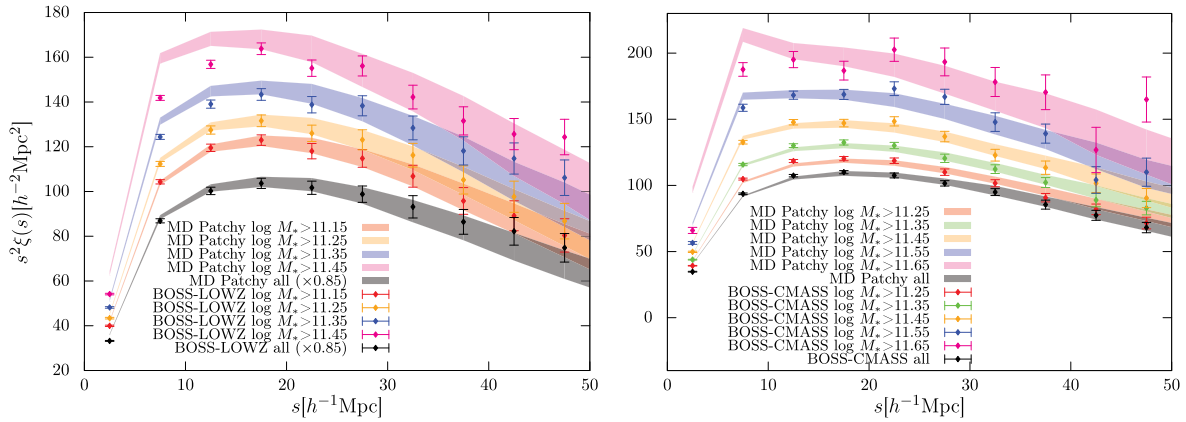 180
160
140
120
100
80
60
40
20
s²ξ(s)[h⁻²Mpc²]
MD Patchy log M*>11.15
MD Patchy log M*>11.25
MD Patchy log M*>11.35
MD Patchy log M*>11.45
MD Patchy all (×0.85)
BOSS-LOWZ log M*>11.15
BOSS-LOWZ log M*>11.25
BOSS-LOWZ log M*>11.35
BOSS-LOWZ log M*>11.45
BOSS-LOWZ all (×0.85)
0 10 20 30 40 50
s[h⁻¹Mpc]
200
150
100
50
0
MD Patchy log M*>11.25
MD Patchy log M*>11.35
MD Patchy log M*>11.45
MD Patchy log M*>11.55
MD Patchy log M*>11.65
MD Patchy all
BOSS-CMASS log M*>11.25
BOSS-CMASS log M*>11.35
BOSS-CMASS log M*>11.45
BOSS-CMASS log M*>11.55
BOSS-CMASS log M*>11.65
BOSS-CMASS all
0 10 20 30 40 50
s[h⁻¹Mpc]